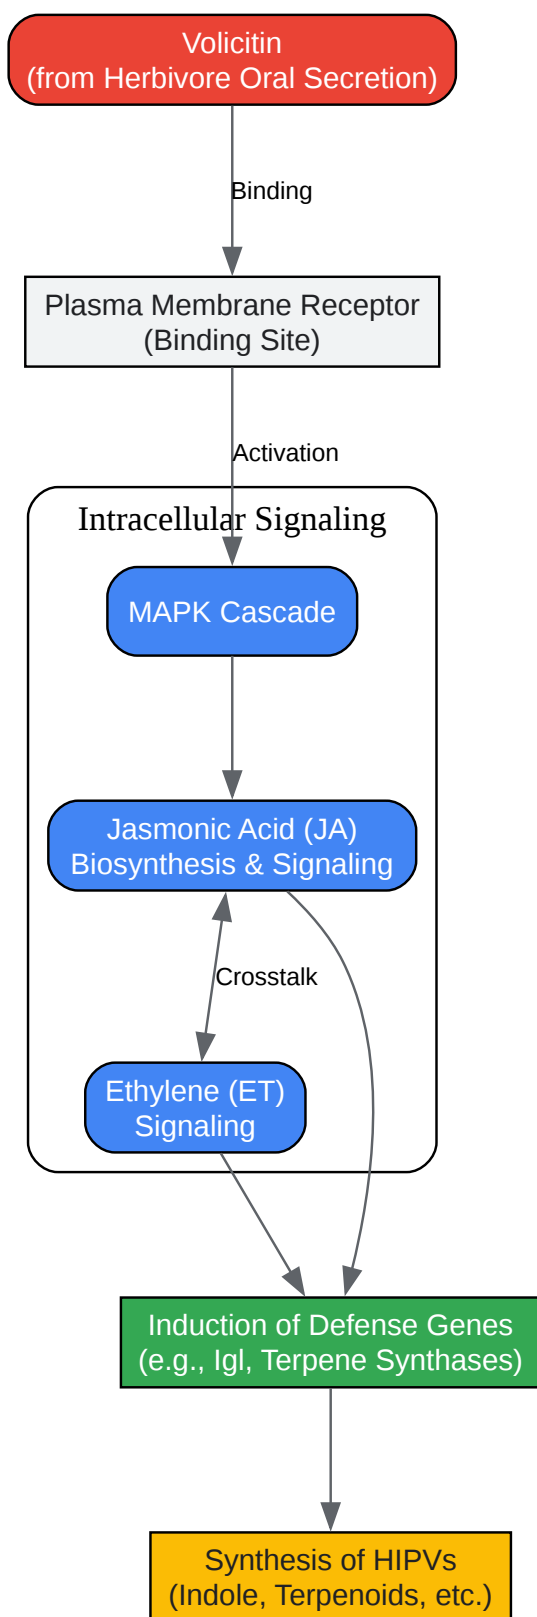 Volicitin
(from Herbivore Oral Secretion)
Binding
Plasma Membrane Receptor
(Binding Site)
Activation
Intracellular Signaling
MAPK Cascade
Jasmonic Acid (JA)
Biosynthesis & Signaling
Crosstalk
Ethylene (ET)
Signaling
Induction of Defense Genes
(e.g., Igl, Terpene Synthases)
Synthesis of HIPVs
(Indole, Terpenoids, etc.)